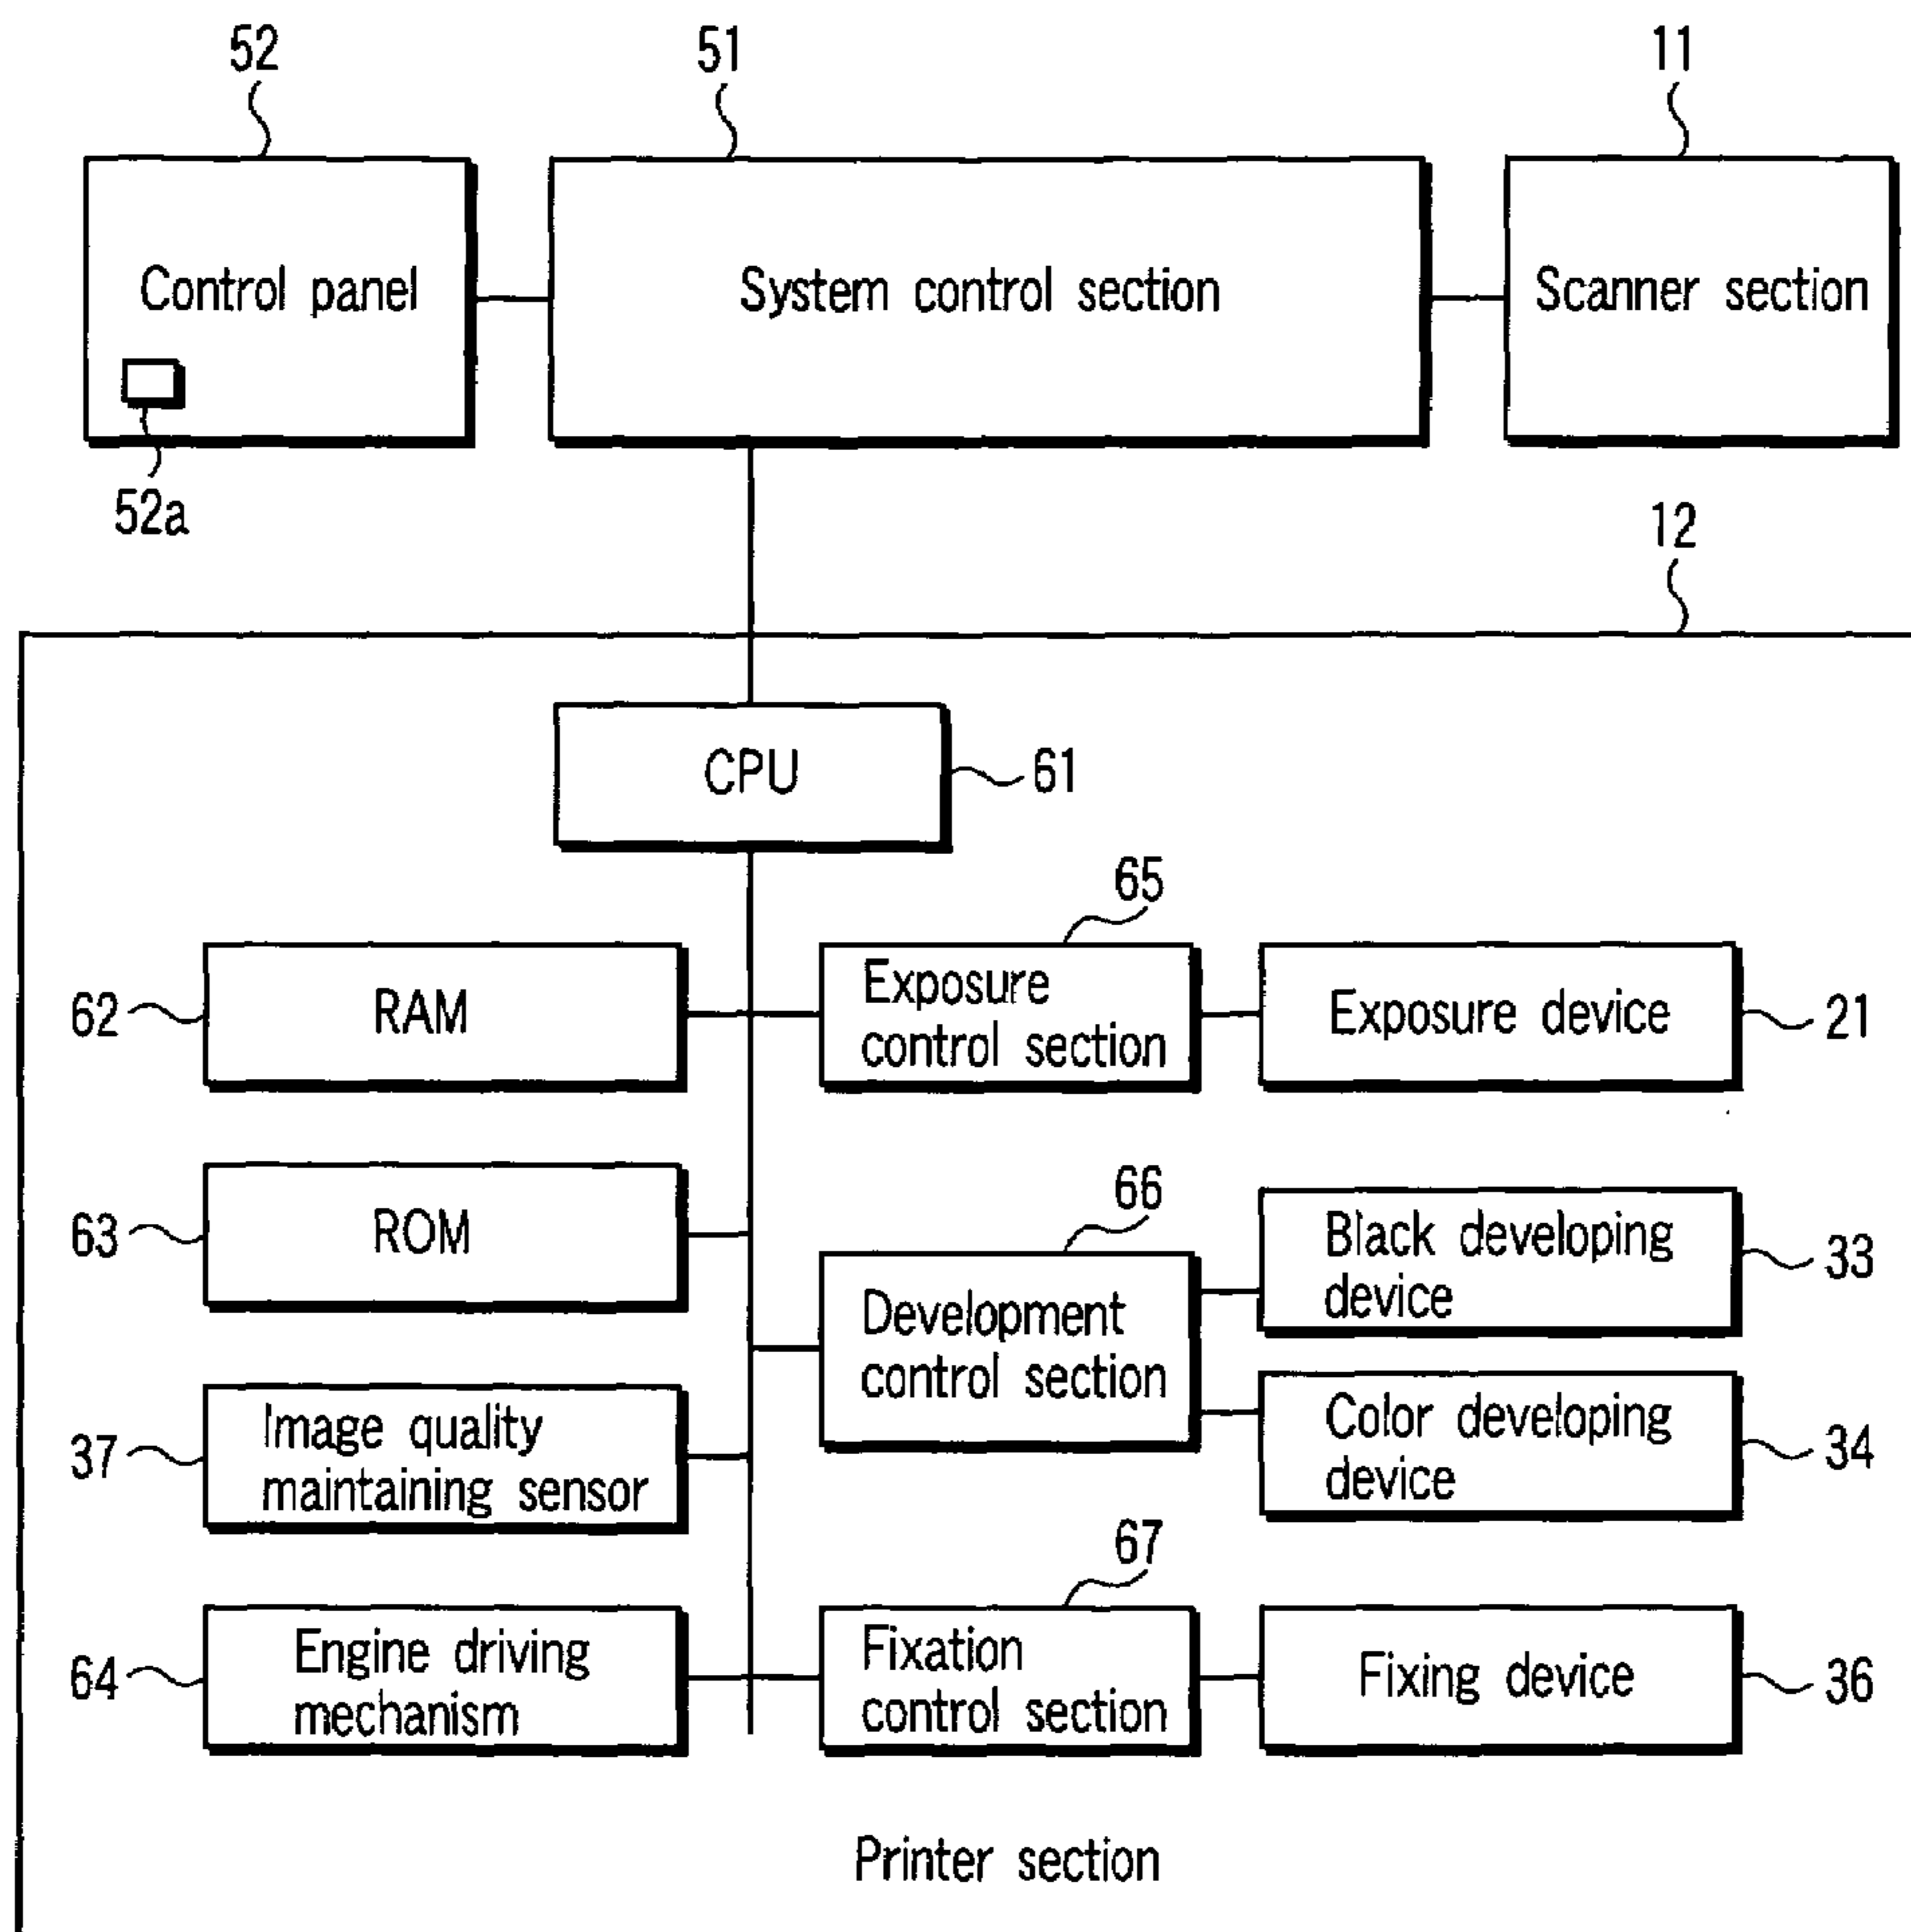 52
51
11
Control panel
System control section
Scanner section
52a
12
CPU
61
65
62
RAM
Exposure
control section
Exposure device
21
63
ROM
66
Development
control section
Black developing
device
33
37
Image quality
maintaining sensor
Color developing
device
34
67
64
Engine driving
mechanism
Fixation
control section
Fixing device
36
Printer section